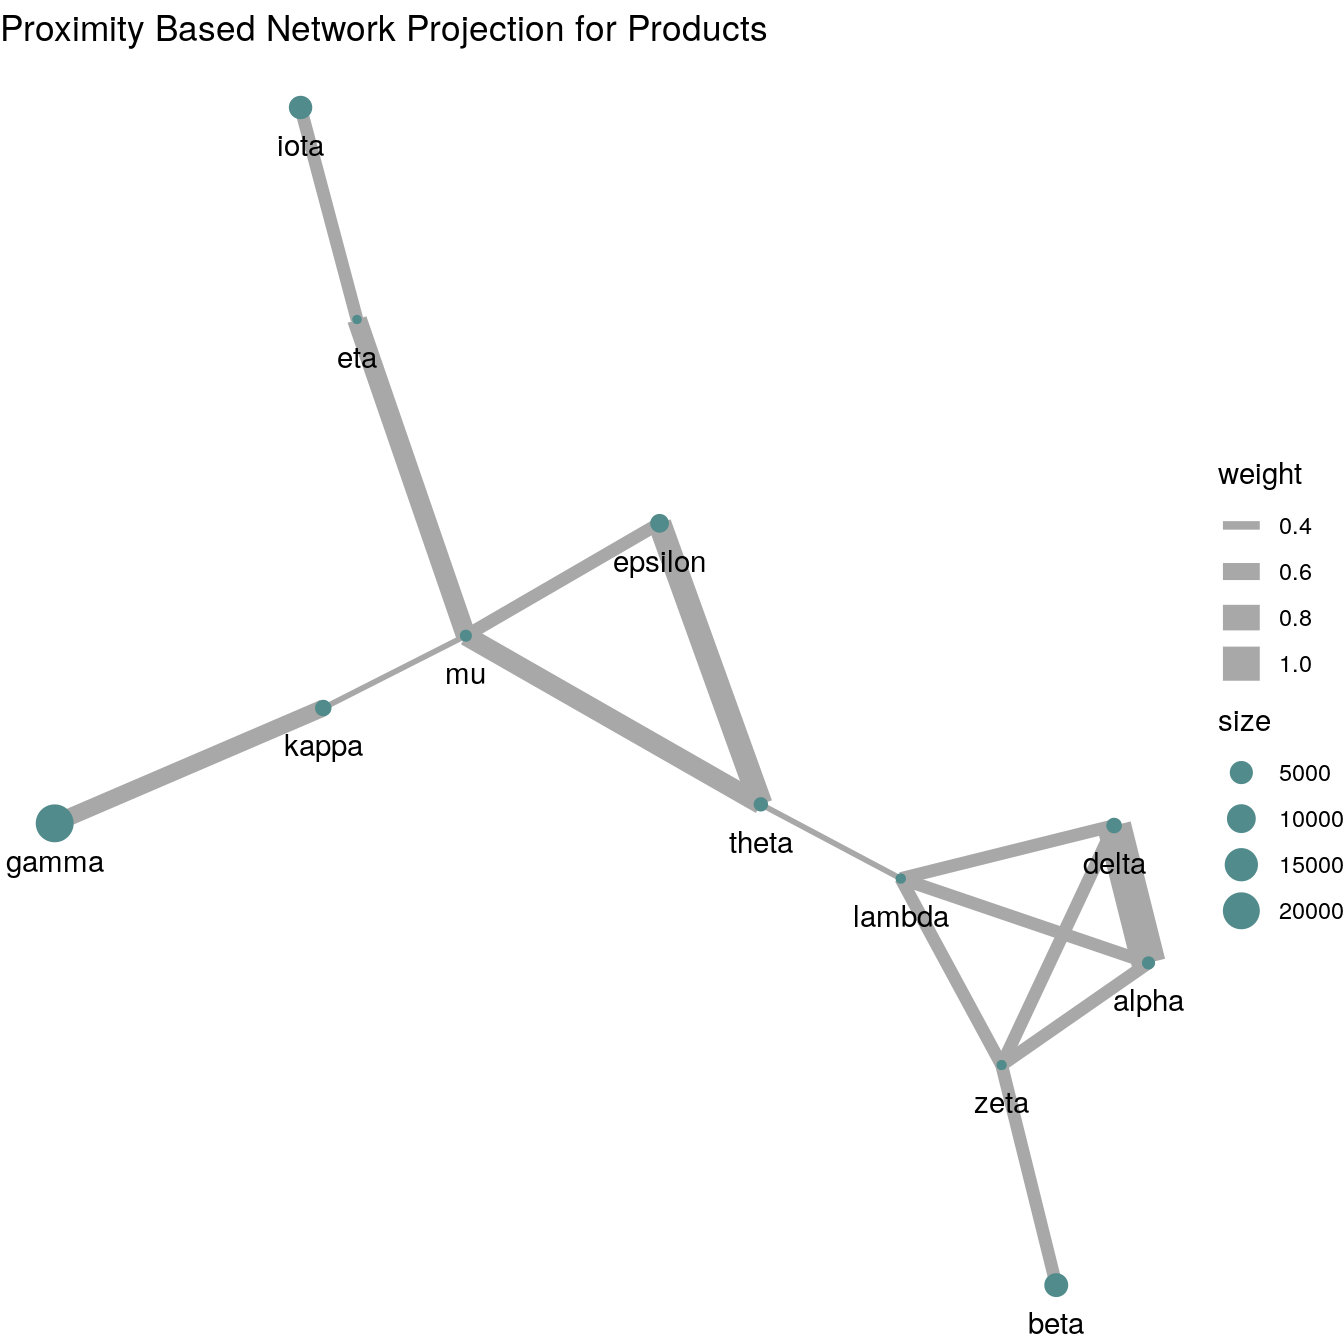 Proximity Based Network Projection for Products
iota
eta
epsilon
mu
kappa
gamma
theta
delta
lambda
alpha
zeta
beta
weight
0.4
0.6
0.8
1.0
size
5000
10000
15000
20000